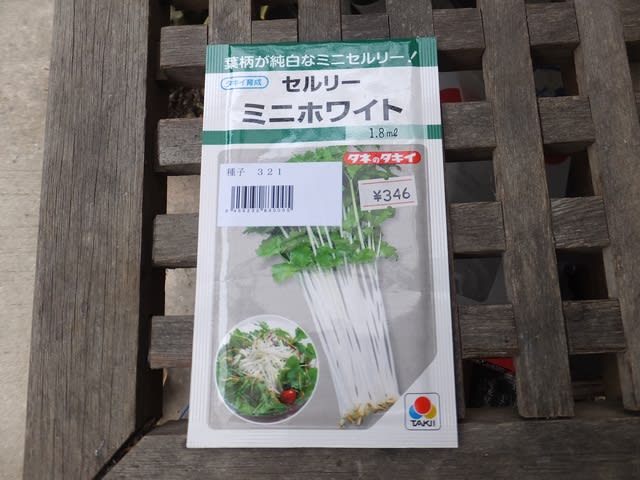 葉柄が純白なミニセルリー!
タキイ育成
セルリー
ミニホワイト
1.8mℓ
タネのタキイ
種子 321
¥346
TAKII